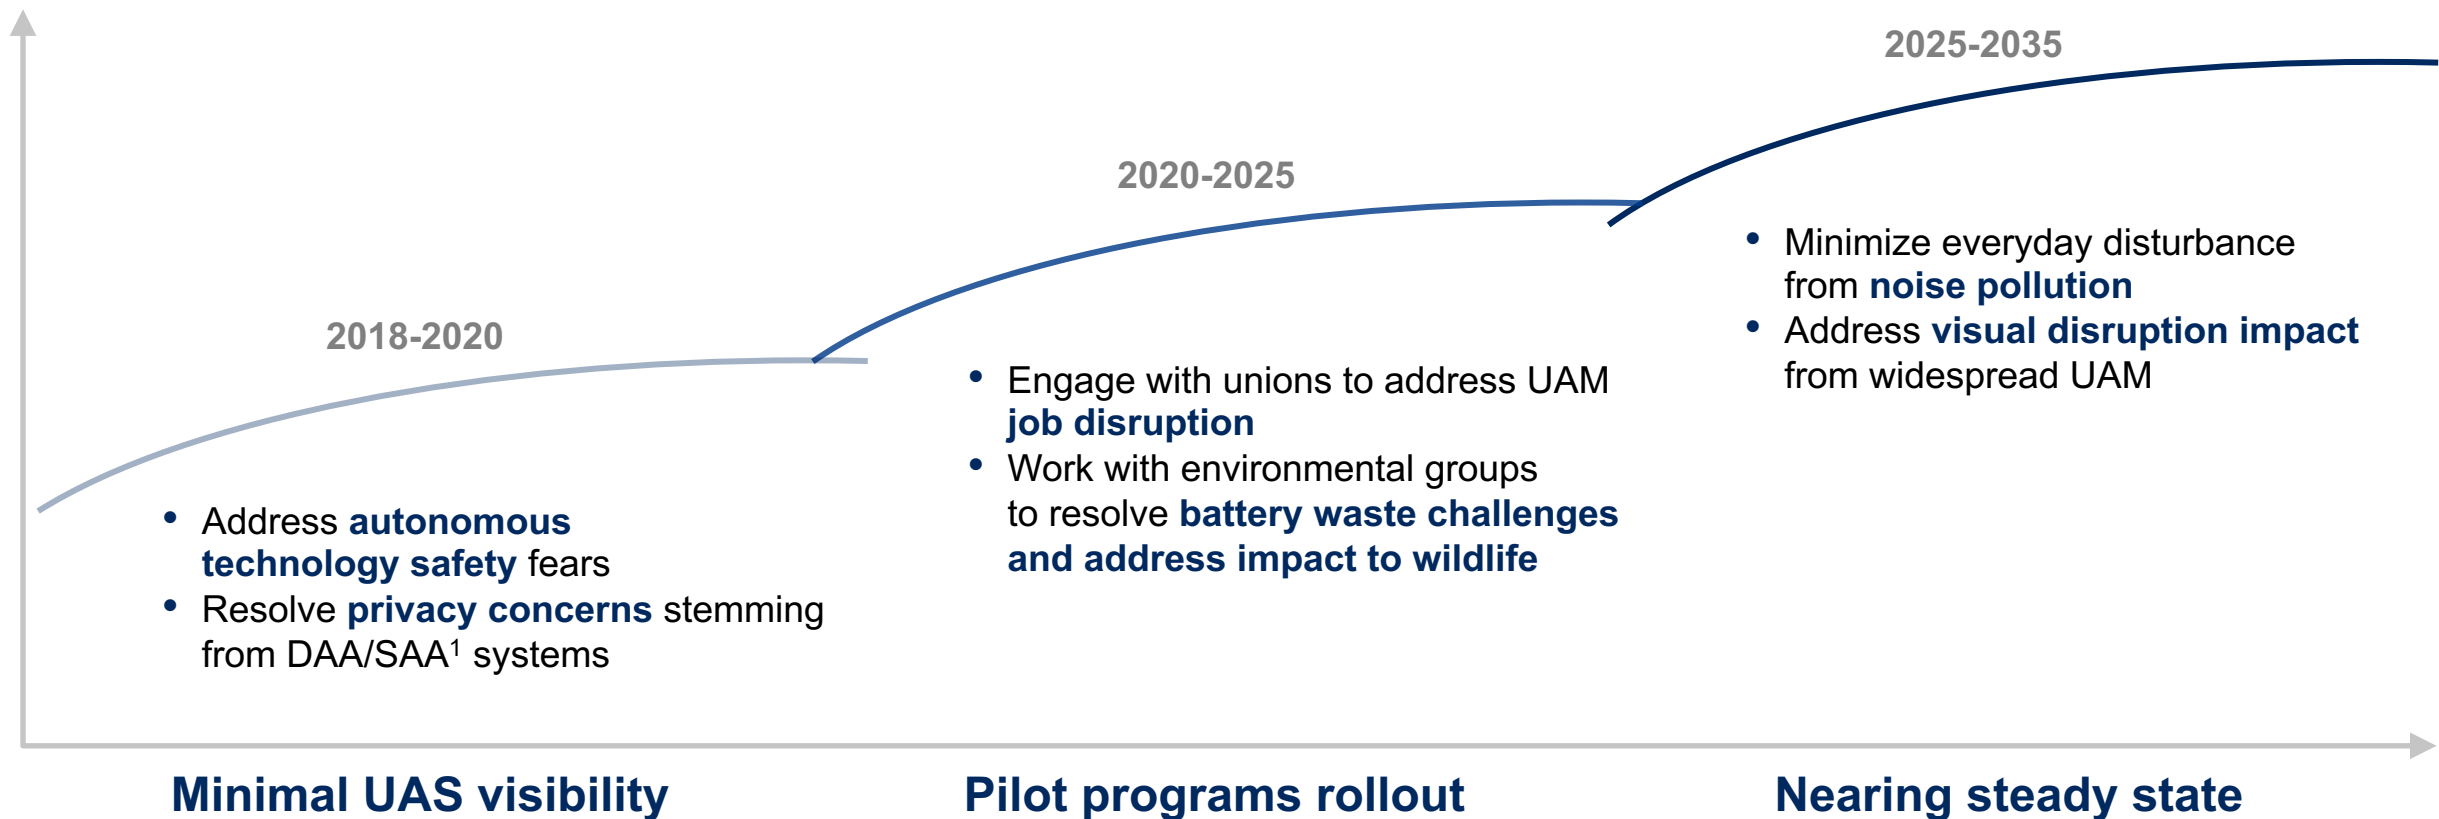 2018-2020
• Address autonomous
technology safety fears
• Resolve privacy concerns stemming
from DAA/SAA¹ systems
Minimal UAS visibility
2020-2025
• Engage with unions to address UAM
job disruption
• Work with environmental groups
to resolve battery waste challenges
and address impact to wildlife
Pilot programs rollout
2025-2035
• Minimize everyday disturbance
from noise pollution
• Address visual disruption impact
from widespread UAM
Nearing steady state